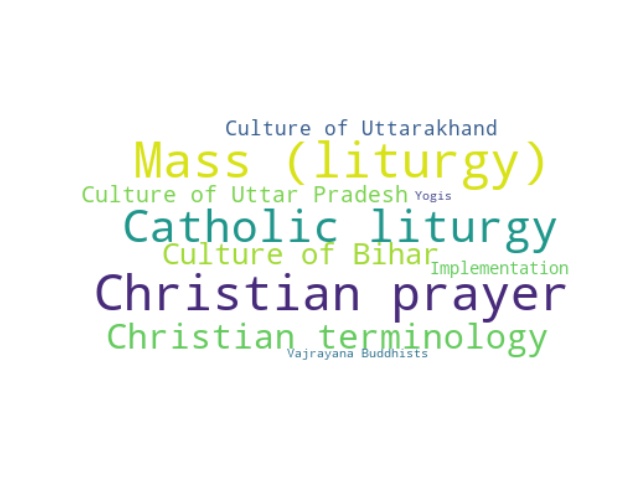 Culture of Uttarakhand
Mass (liturgy)
Culture of Uttar Pradesh
Yogis
Catholic liturgy
Culture of Bihar
Implementation
Christian prayer
Christian terminology
Vajrayana Buddhists